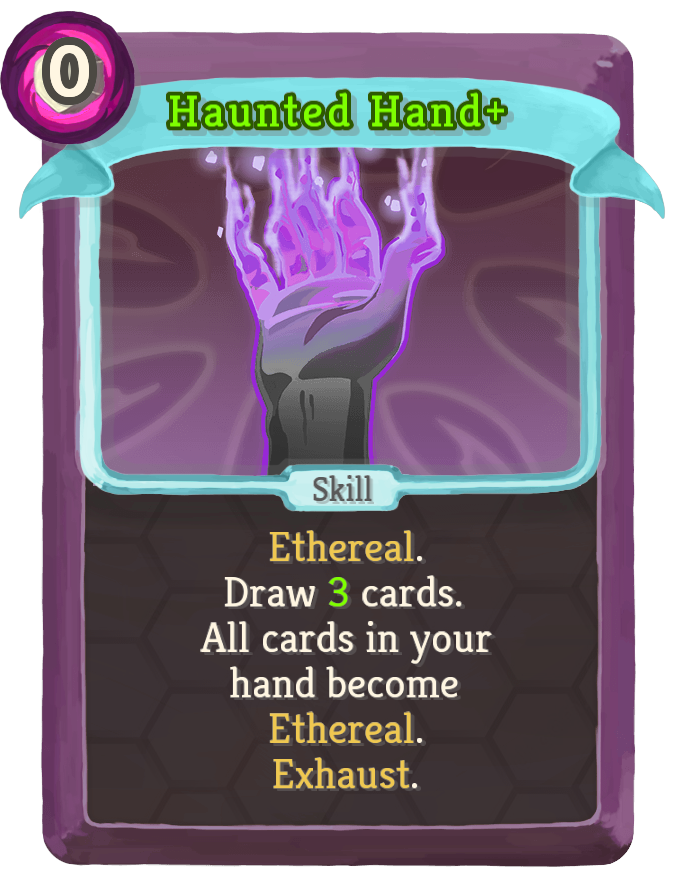 0
Haunted Hand+
Skill
Ethereal.
Draw 3 cards.
All cards in your
hand become
Ethereal.
Exhaust.